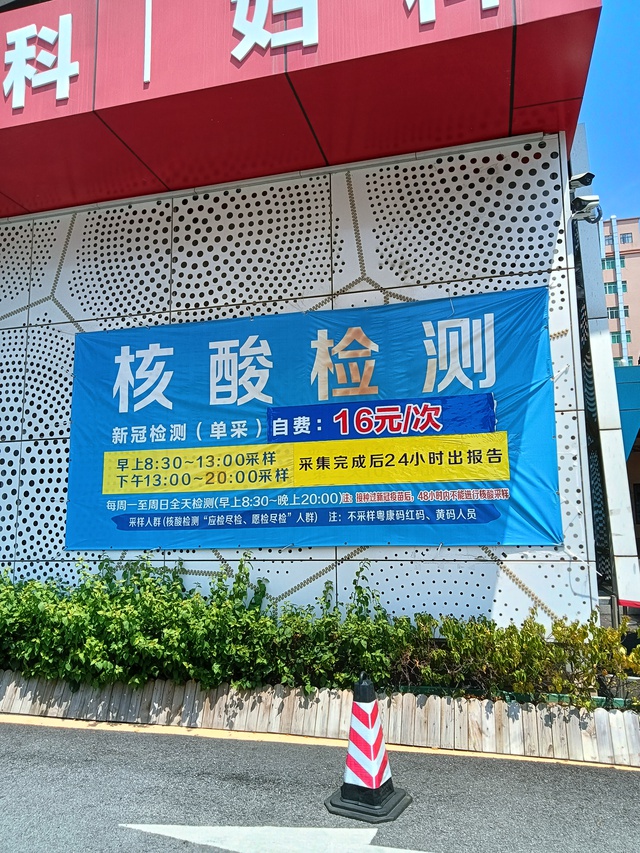 科 | 妇科
核酸检测
新冠检测（单采）自费：16元/次
早上8:30~13:00采样
下午13:00~20:00采样
采集完成后24小时出报告
每周一至周日全天检测(早上8:30~晚上20:00)注：接种过新冠疫苗后，48小时内不能进行核酸采样
采样人群(核酸检测“应检尽检、愿检尽检”人群) 注：不采样粤康码红码、黄码人员